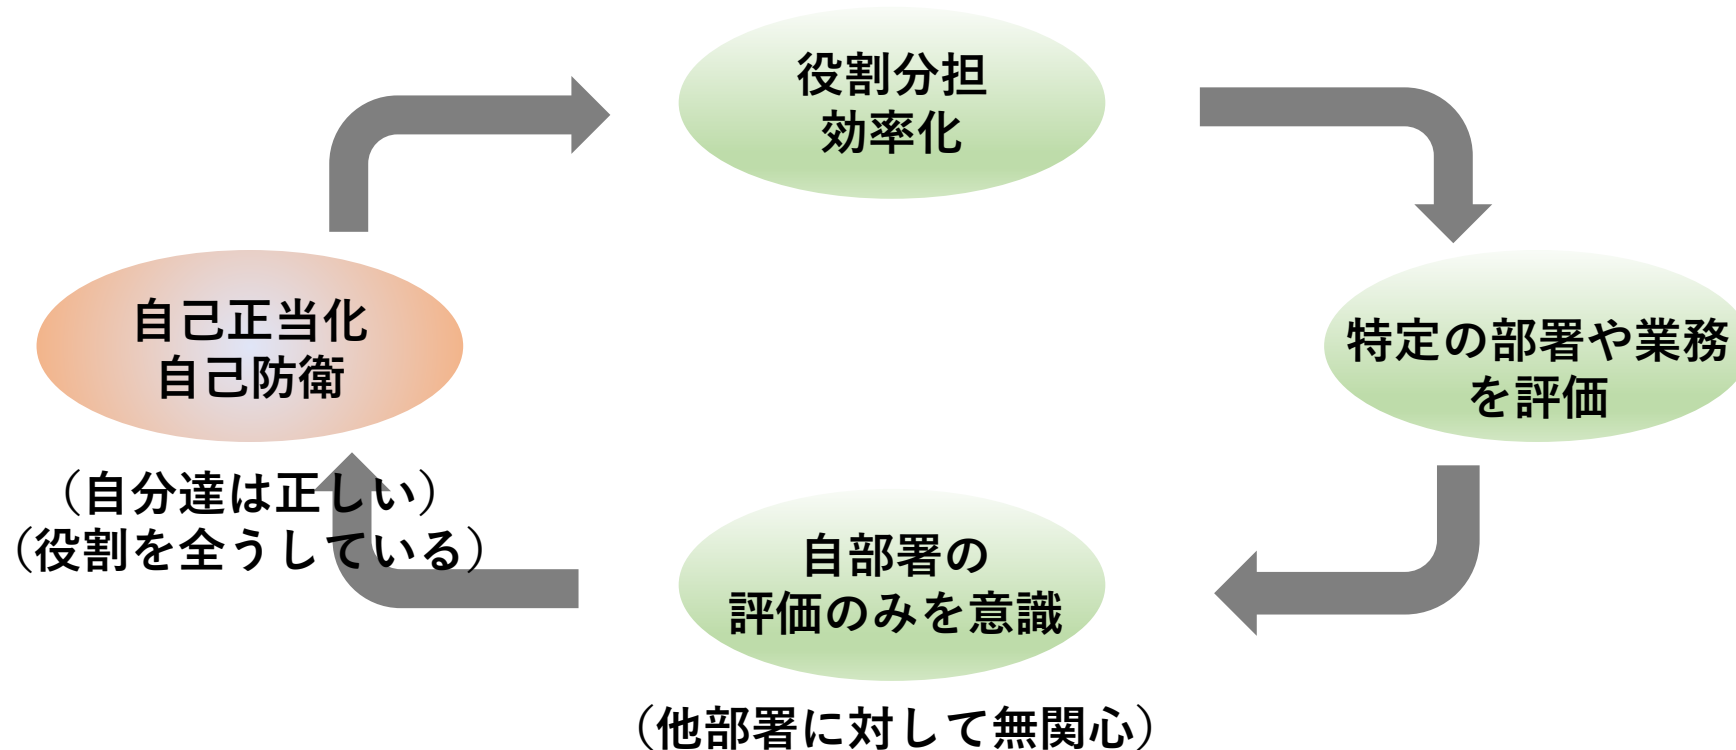 役割分担
効率化
特定の部署や業務
を評価
自部署の
評価のみを意識
（他部署に対して無関心）
自己正当化
自己防衛
（自分達は正しい）
（役割を全うしている）